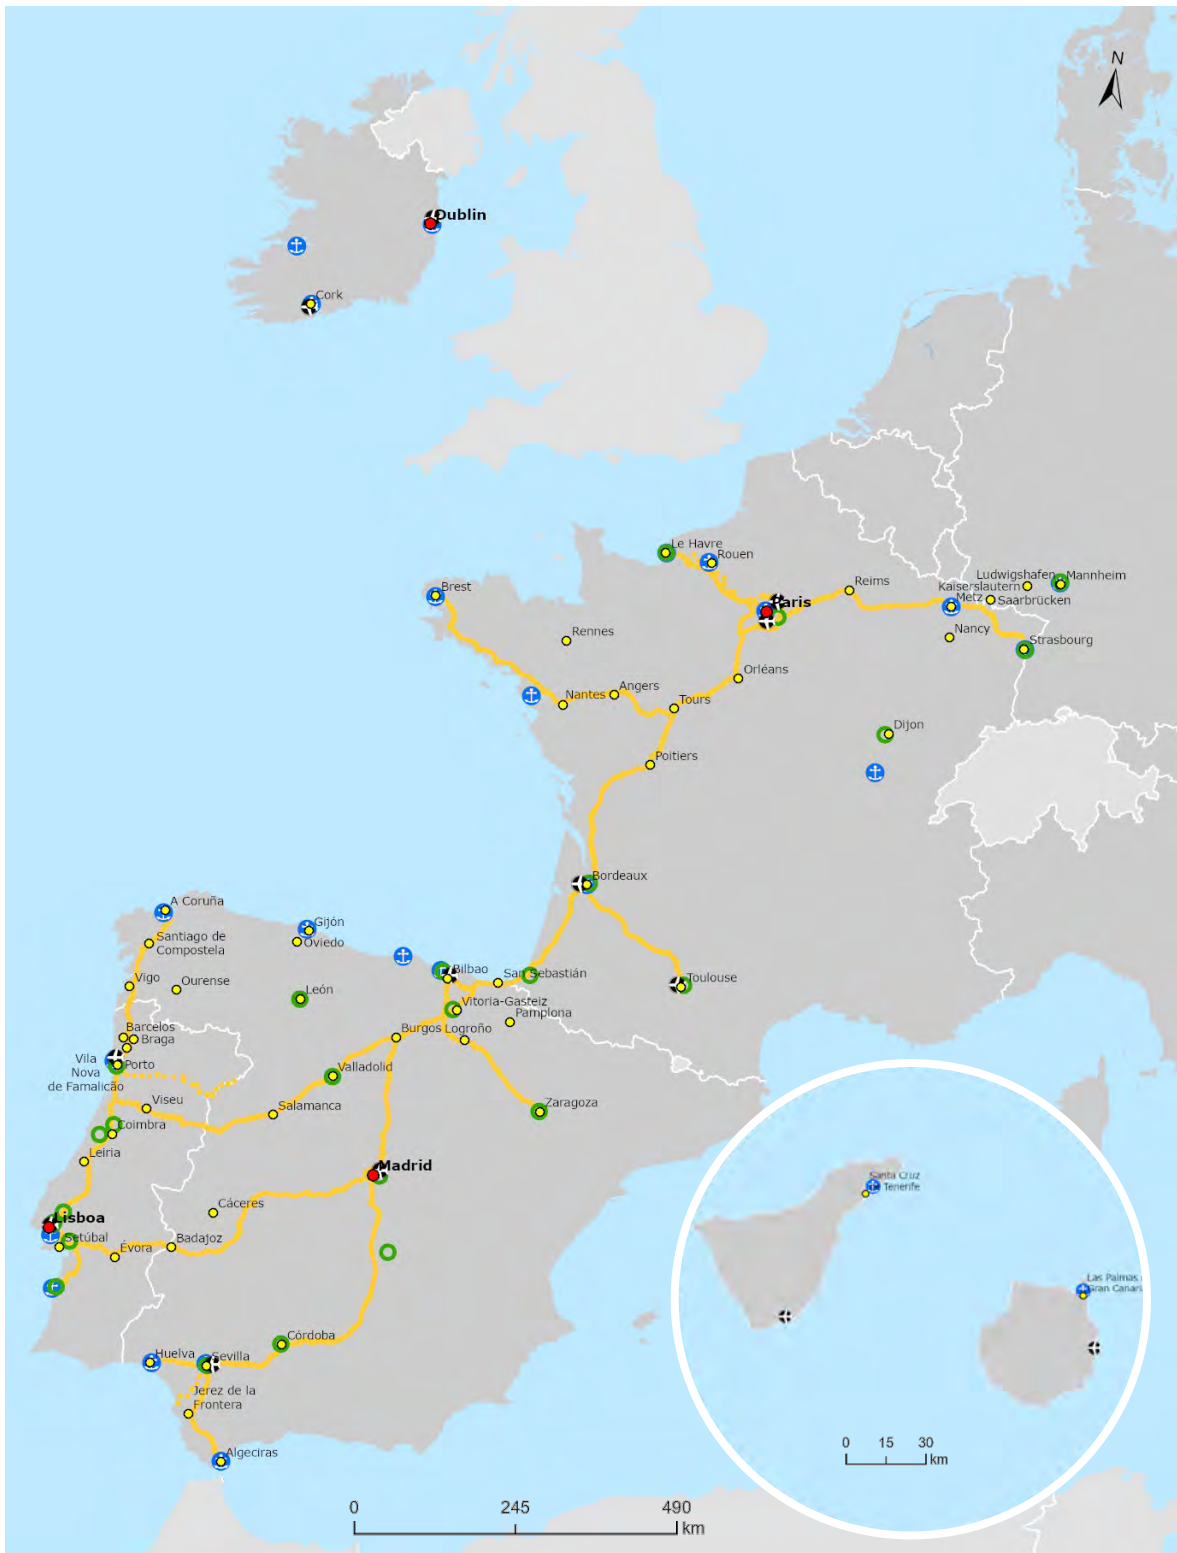 N
Dublin
Cork
Le Havre
Rouen
Reims
Ludwigshafen
Mannheim
Kaiserslautern
Metz
Saarbrücken
Brest
Paris
Rennes
Nancy
Strasbourg
Orléans
Nantes
Angers
Tours
Dijon
Poitiers
Bordeaux
A Coruña
Gijón
Santiago de
Compostela
Oviedo
Bilbao
San Sebastián
Toulouse
Vigo
Ourense
León
Vitoria-Gasteiz
Pamplona
Barcelos
Braga
Burgos
Logroño
Vila
Nova
de Famalicão
Porto
Valladolid
Viseu
Salamanca
Zaragoza
Coimbra
Leiria
Madrid
Santa Cruz
Tenerife
Cáceres
Lisboa
Setúbal
Évora
Badajoz
Las Palmas
Gran Canar
Córdoba
Huelva
Sevilla
Jerez de la
Frontera
Algeciras
0 15 30
km
0 245 490
km